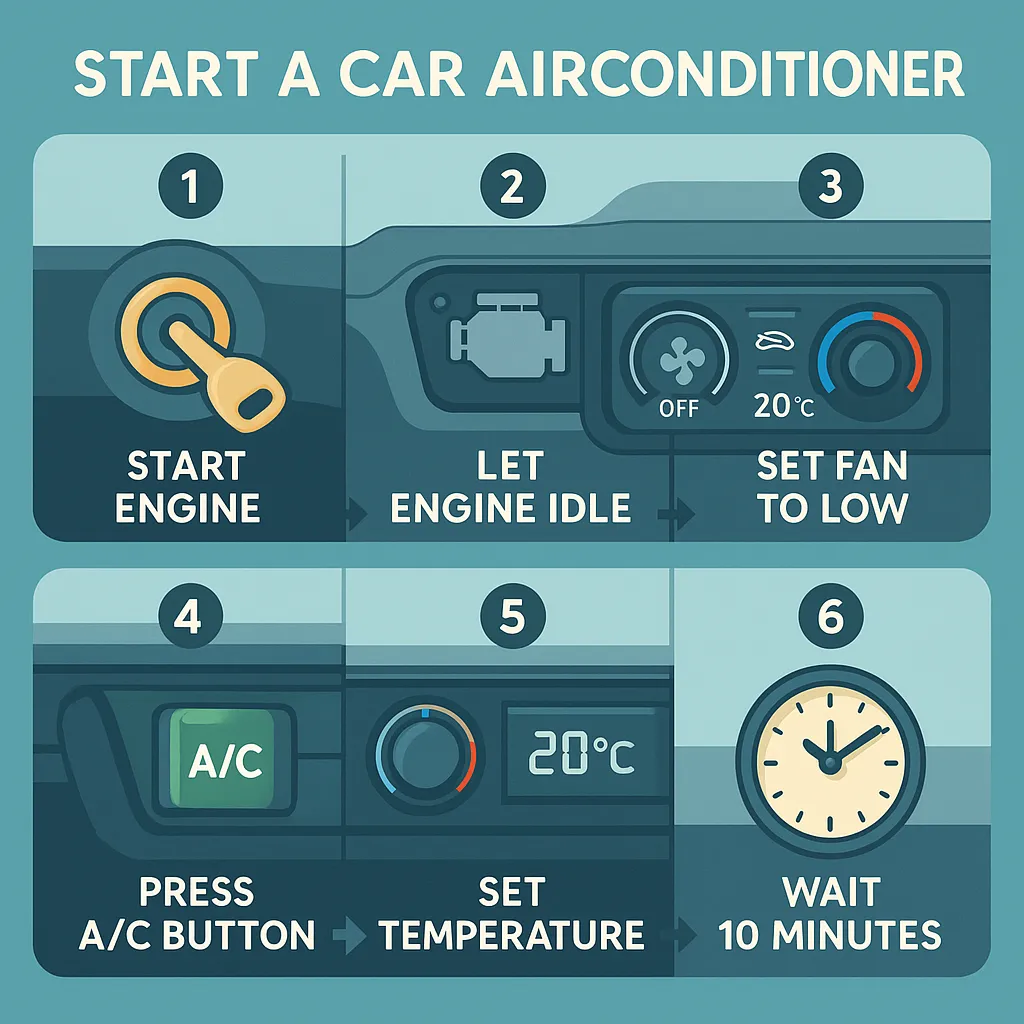 START A CAR AIRCONDITIONER
1
2
3
OFF
20°C
START
ENGINE
LET
ENGINE IDLE
SET FAN
TO LOW
4
5
6
A/C
20°C
PRESS
A/C BUTTON
SET
TEMPERATURE
WAIT
10 MINUTES